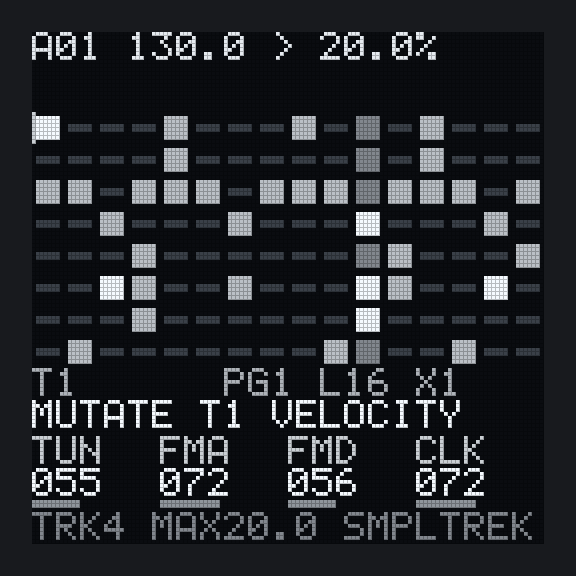 A01 130.0 > 20.0%
T1 PG1 L16 X1
MUTATE T1 VELOCITY
TUN FMA FMD CLK
055 072 056 072
TRK4 MAX20.0 SMPLTREK